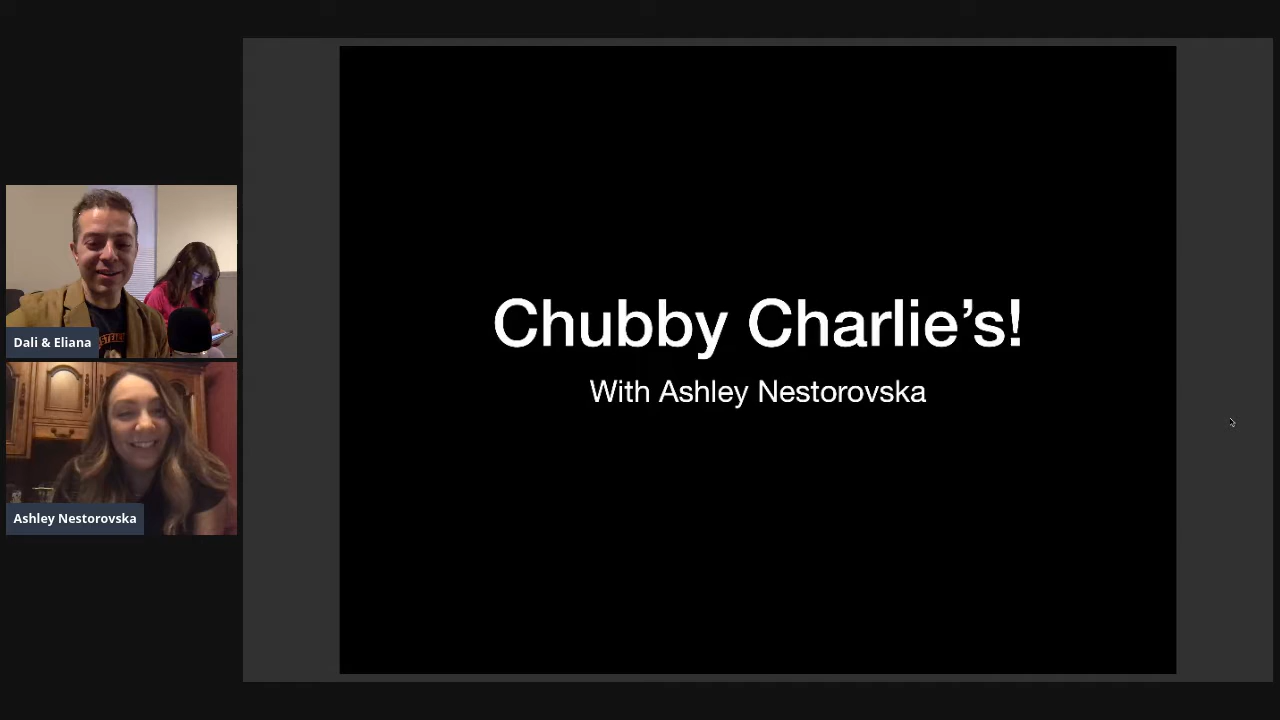 Chubby Charlie’s!
With Ashley Nestorovska
Dali & Eliana
Ashley Nestorovska